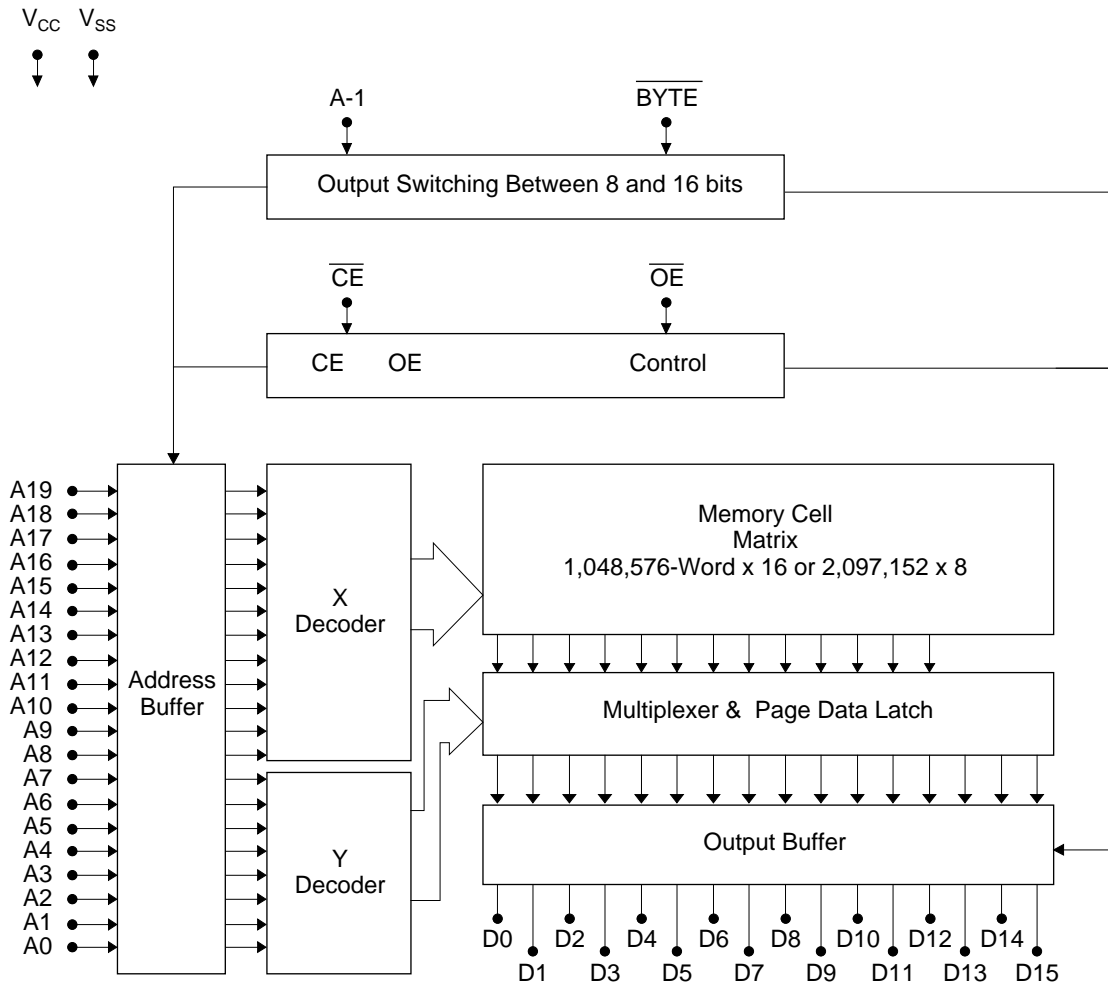 VCC VSS
A-1 BYTE
Output Switching Between 8 and 16 bits
CE OE
CE OE Control
A19
A18
A17
A16
A15
A14
A13
A12
A11
A10
A9
A8
A7
A6
A5
A4
A3
A2
A1
A0
Address
Buffer
X
Decoder
Y
Decoder
Memory Cell
Matrix
1,048,576-Word x 16 or 2,097,152 x 8
Multiplexer & Page Data Latch
Output Buffer
D0 D2 D4 D6 D8 D10 D12 D14
D1 D3 D5 D7 D9 D11 D13 D15